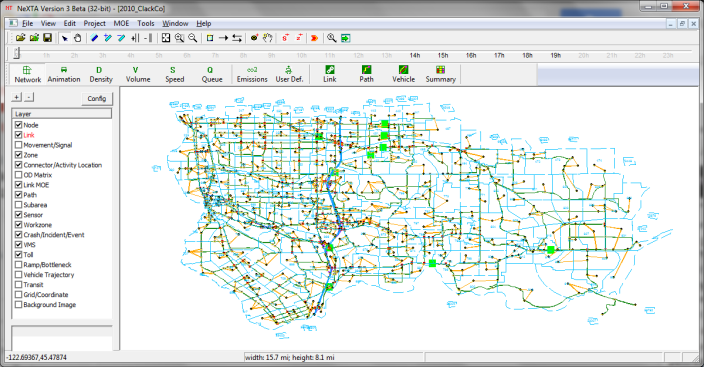 NeXTA Version 3 Beta (32-bit) - [2010_ClackCo]
File View Edit Project MOE Tools Window Help
1h 2h 3h 4h 5h 6h 7h 8h 9h 10h 11h 12h 13h 14h 15h 16h 17h 18h 19h 20h 21h 22h 23h
Network Animation Density Volume Speed Queue Emissions User Def. Link Path Vehicle Summary
+ - Config
Layer
Node
Link
Movement/Signal
Zone
Connector/Activity Location
OD Matrix
Link MOE
Path
Subarea
Sensor
Workzone
Crash/Incident/Event
VMS
Toll
Ramp/Bottleneck
Vehicle Trajectory
Transit
Grid/Coordinate
Background Image
-122.69367,45.47874 width: 15.7 mi; height: 8.1 mi